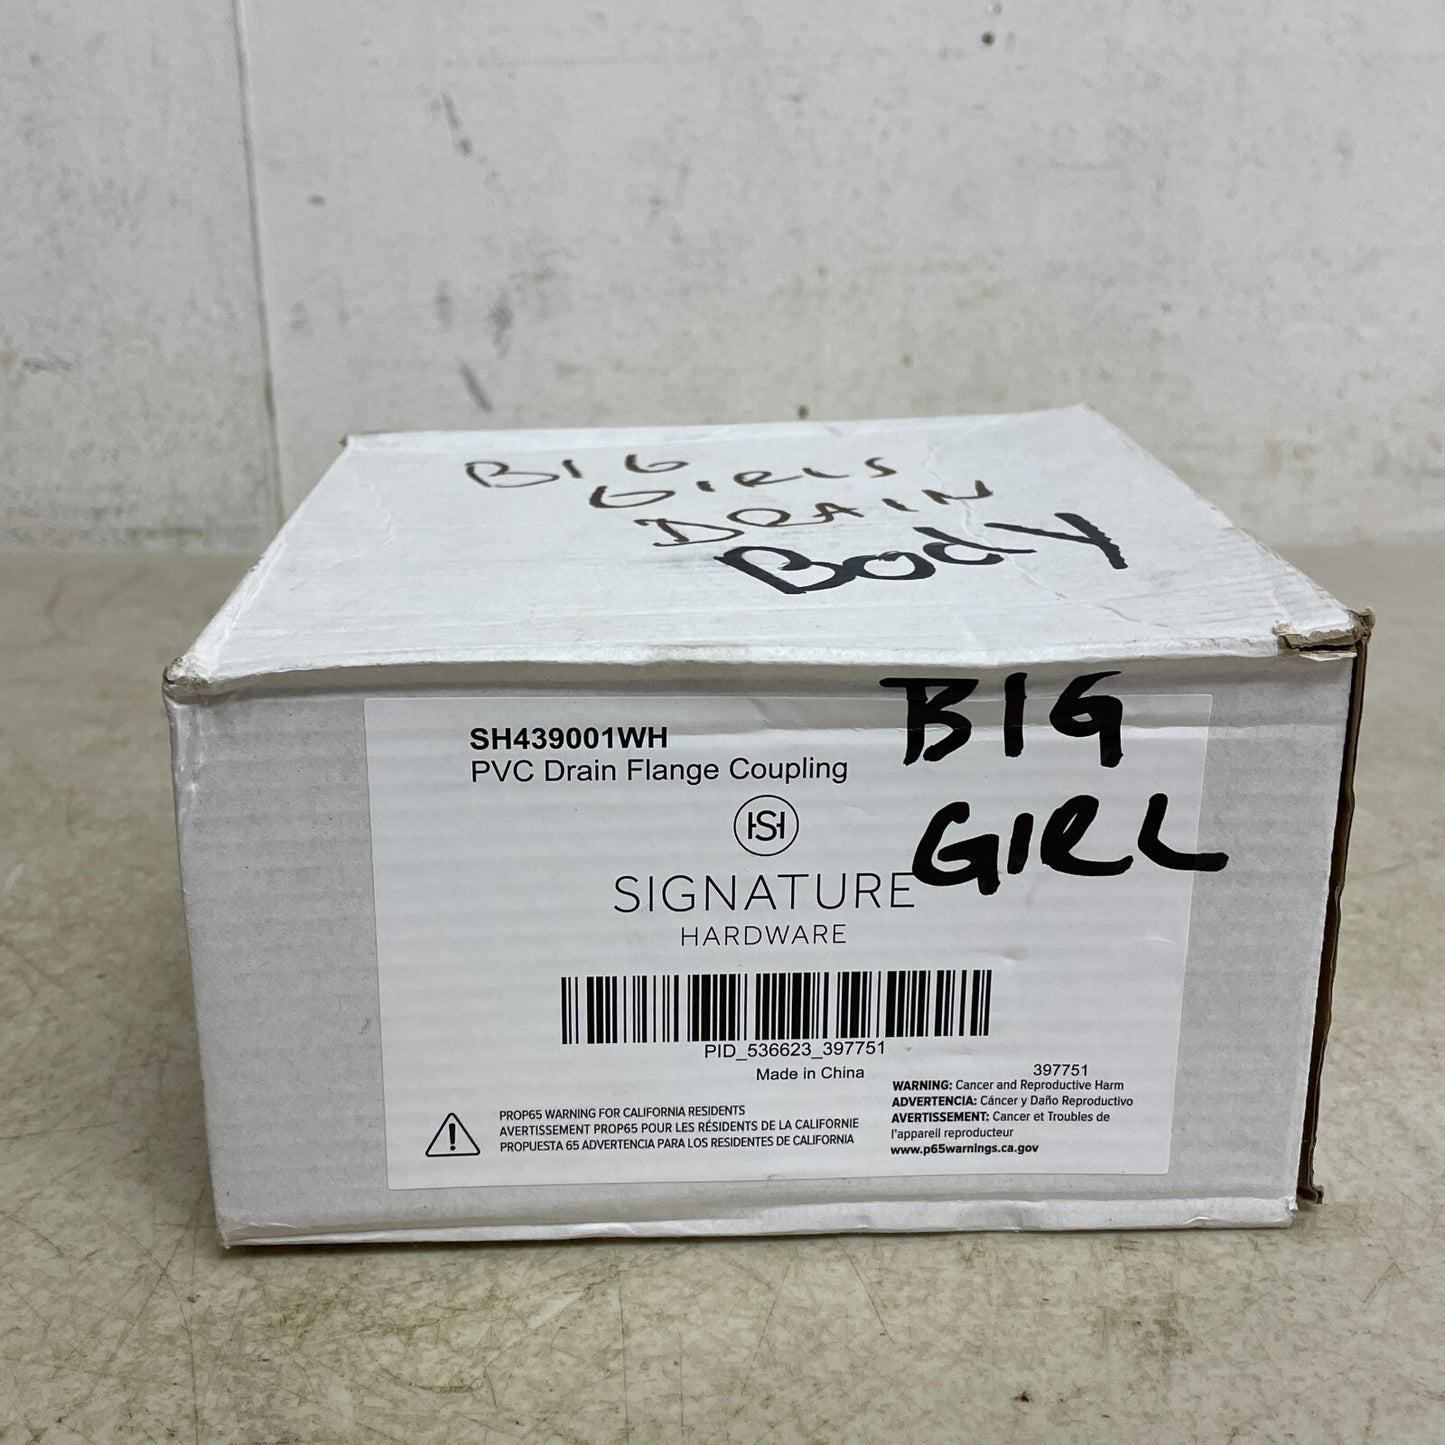 BIG
GIRLS
DRAIN
Body
BIG
GIRL
SH439001WH
PVC Drain Flange Coupling
HSH
SIGNATURE
HARDWARE
PID_536623_397751
Made in China
397751
WARNING: Cancer and Reproductive Harm
ADVERTENCIA: Cáncer y Daño Reproductivo
AVERTISSEMENT: Cancer et Troubles de
l'appareil reproducteur
www.p65warnings.ca.gov
PROP65 WARNING FOR CALIFORNIA RESIDENTS
AVERTISSEMENT PROP65 POUR LES RÉSIDENTS DE LA CALIFORNIE
PROPUESTA 65 ADVERTENCIA PARA LOS RESIDENTES DE CALIFORNIA